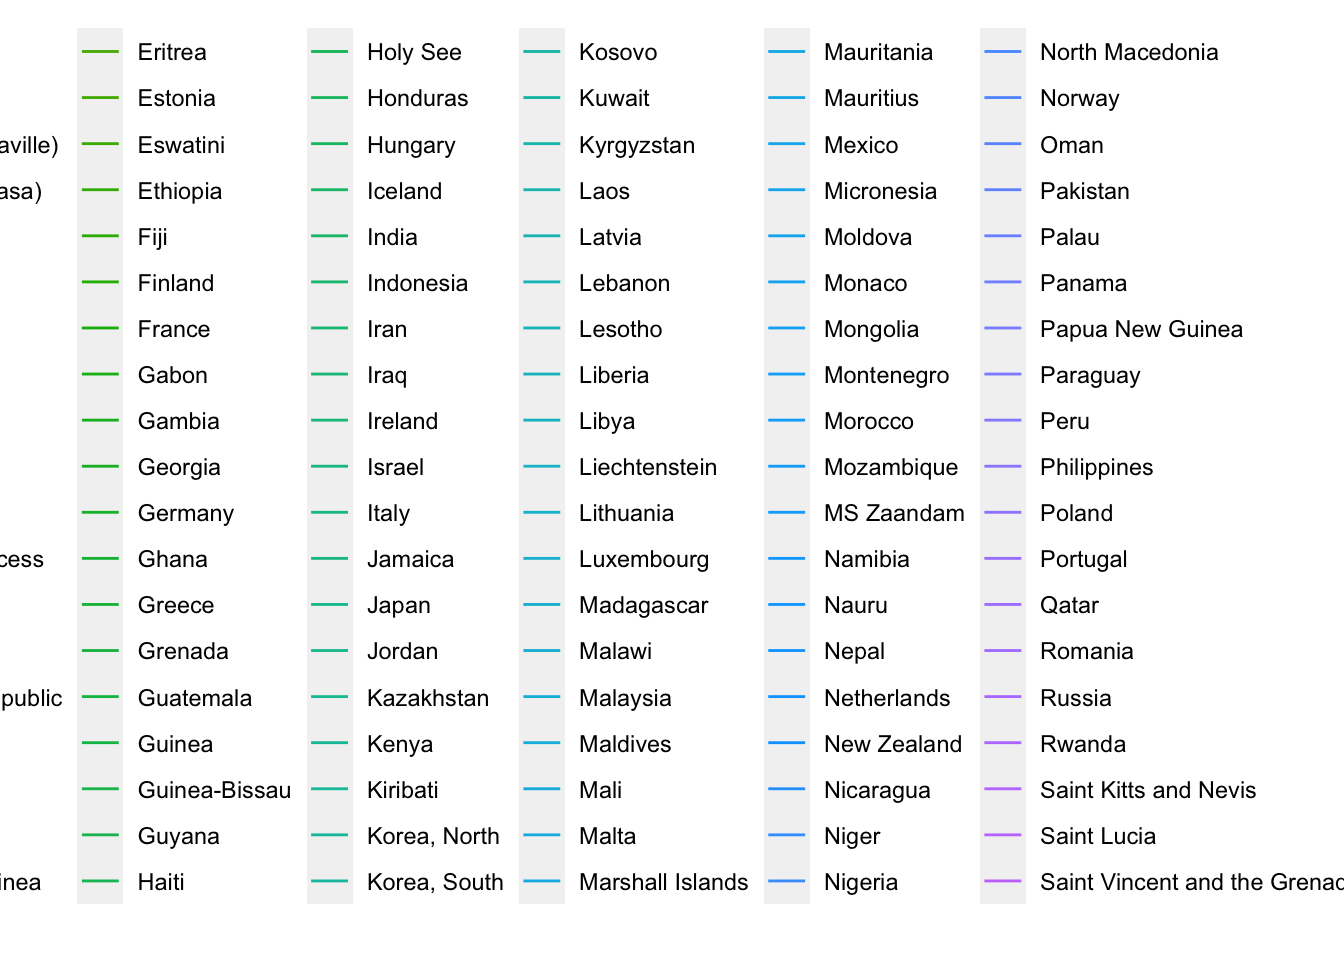 Eritrea
Estonia
aville) Eswatini
asa) Ethiopia
Fiji
Finland
France
Gabon
Gambia
Georgia
Germany
cess Ghana
Greece
Grenada
public Guatemala
Guinea
Guinea-Bissau
Guyana
inea Haiti
Holy See
Honduras
Hungary
Iceland
India
Indonesia
Iran
Iraq
Ireland
Israel
Italy
Jamaica
Japan
Jordan
Kazakhstan
Kenya
Kiribati
Korea, North
Korea, South
Kosovo
Kuwait
Kyrgyzstan
Laos
Latvia
Lebanon
Lesotho
Liberia
Libya
Liechtenstein
Lithuania
Luxembourg
Madagascar
Malawi
Malaysia
Maldives
Mali
Malta
Marshall Islands
Mauritania
Mauritius
Mexico
Micronesia
Moldova
Monaco
Mongolia
Montenegro
Morocco
Mozambique
MS Zaandam
Namibia
Nauru
Nepal
Netherlands
New Zealand
Nicaragua
Niger
Nigeria
North Macedonia
Norway
Oman
Pakistan
Palau
Panama
Papua New Guinea
Paraguay
Peru
Philippines
Poland
Portugal
Qatar
Romania
Russia
Rwanda
Saint Kitts and Nevis
Saint Lucia
Saint Vincent and the Grenad